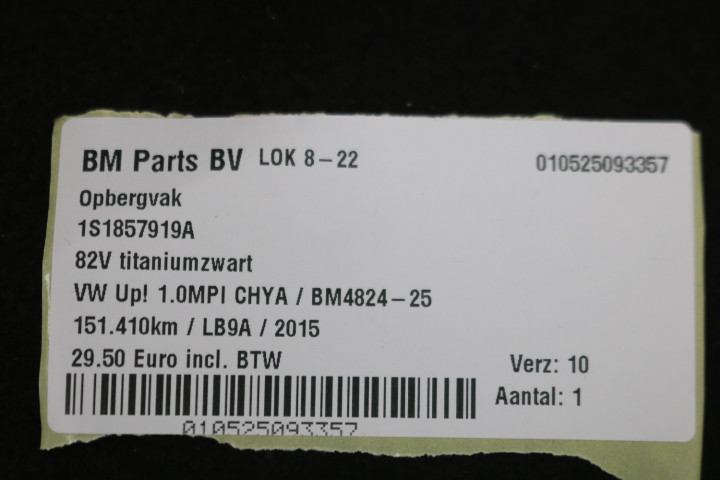 BM Parts BV LOK 8-22 010525093357
Opbergvak
1S1857919A
82V titaniumzwart
VW Up! 1.0MPI CHYA / BM4824-25
151.410km / LB9A / 2015
29.50 Euro incl. BTW Verz: 10
Aantal: 1
010525093357